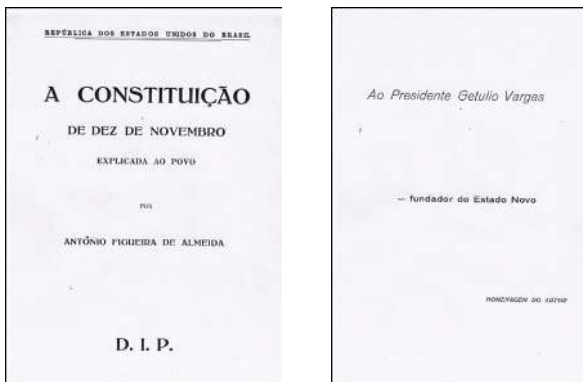 REPÚBLICA DOS ESTADOS UNIDOS DO BRASIL
A CONSTITUIÇÃO
DE DEZ DE NOVEMBRO
EXPLICADA AO POVO
POR
ANTÔNIO FIGUEIRA DE ALMEIDA
D. I. P.
Ao Presidente Getulio Vargas
— fundador do Estado Novo
HOMENAGEM DO AUTOR